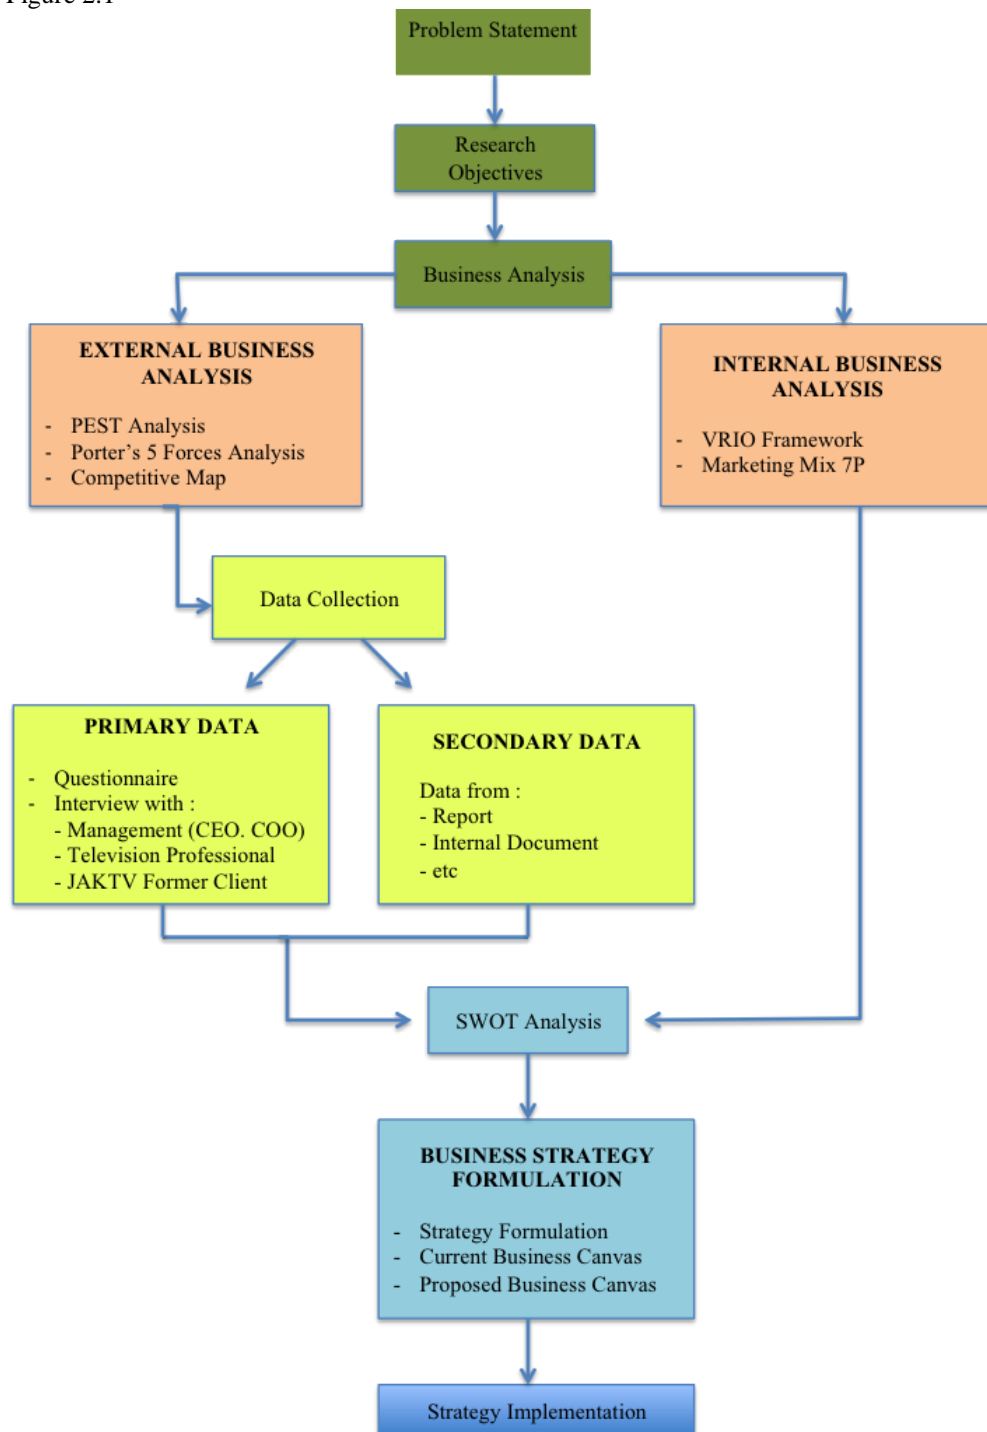 Figure 2.1
Problem Statement
Research
Objectives
Business Analysis
EXTERNAL BUSINESS
ANALYSIS
- PEST Analysis
- Porter's 5 Forces Analysis
- Competitive Map
INTERNAL BUSINESS
ANALYSIS
- VRIO Framework
- Marketing Mix 7P
Data Collection
PRIMARY DATA
- Questionnaire
- Interview with :
- Management (CEO. COO)
- Television Professional
- JAKTV Former Client
SECONDARY DATA
Data from :
- Report
- Internal Document
- etc
SWOT Analysis
BUSINESS STRATEGY
FORMULATION
- Strategy Formulation
- Current Business Canvas
- Proposed Business Canvas
Strategy Implementation